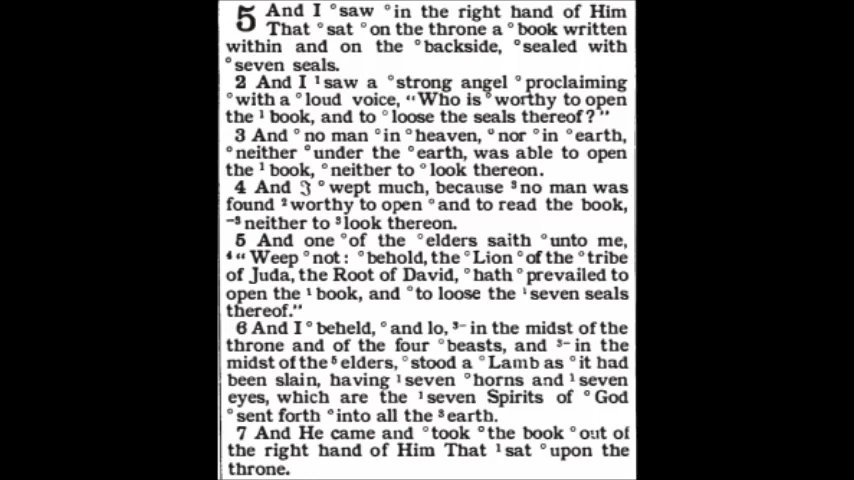 5 And I °saw °in the right hand of Him
That °sat °on the throne a °book written
within and on the °backside, °sealed with
°seven seals.
2 And I ¹saw a °strong angel °proclaiming
°with a °loud voice, "Who is °worthy to open
the ¹ book, and to °loose the seals thereof?"
3 And °no man °in °heaven, °nor °in °earth,
°neither °under the °earth, was able to open
the ¹ book, °neither to °look thereon.
4 And ℨ °wept much, because ³no man was
found ²worthy to open °and to read the book,
⁻³neither to ³look thereon.
5 And one °of the °elders saith °unto me,
⁴"Weep °not: °behold, the °Lion °of the °tribe
of Juda, the Root of David, °hath °prevailed to
open the ¹ book, and °to loose the ¹seven seals
thereof."
6 And I °beheld, °and lo, ³⁻in the midst of the
throne and of the four °beasts, and ³⁻in the
midst of the ⁵elders, °stood a °Lamb as °it had
been slain, having ¹seven °horns and ¹seven
eyes, which are the ¹seven Spirits of °God
°sent forth °into all the ³earth.
7 And He came and °took °the book °out of
the right hand of Him That ¹sat °upon the
throne.